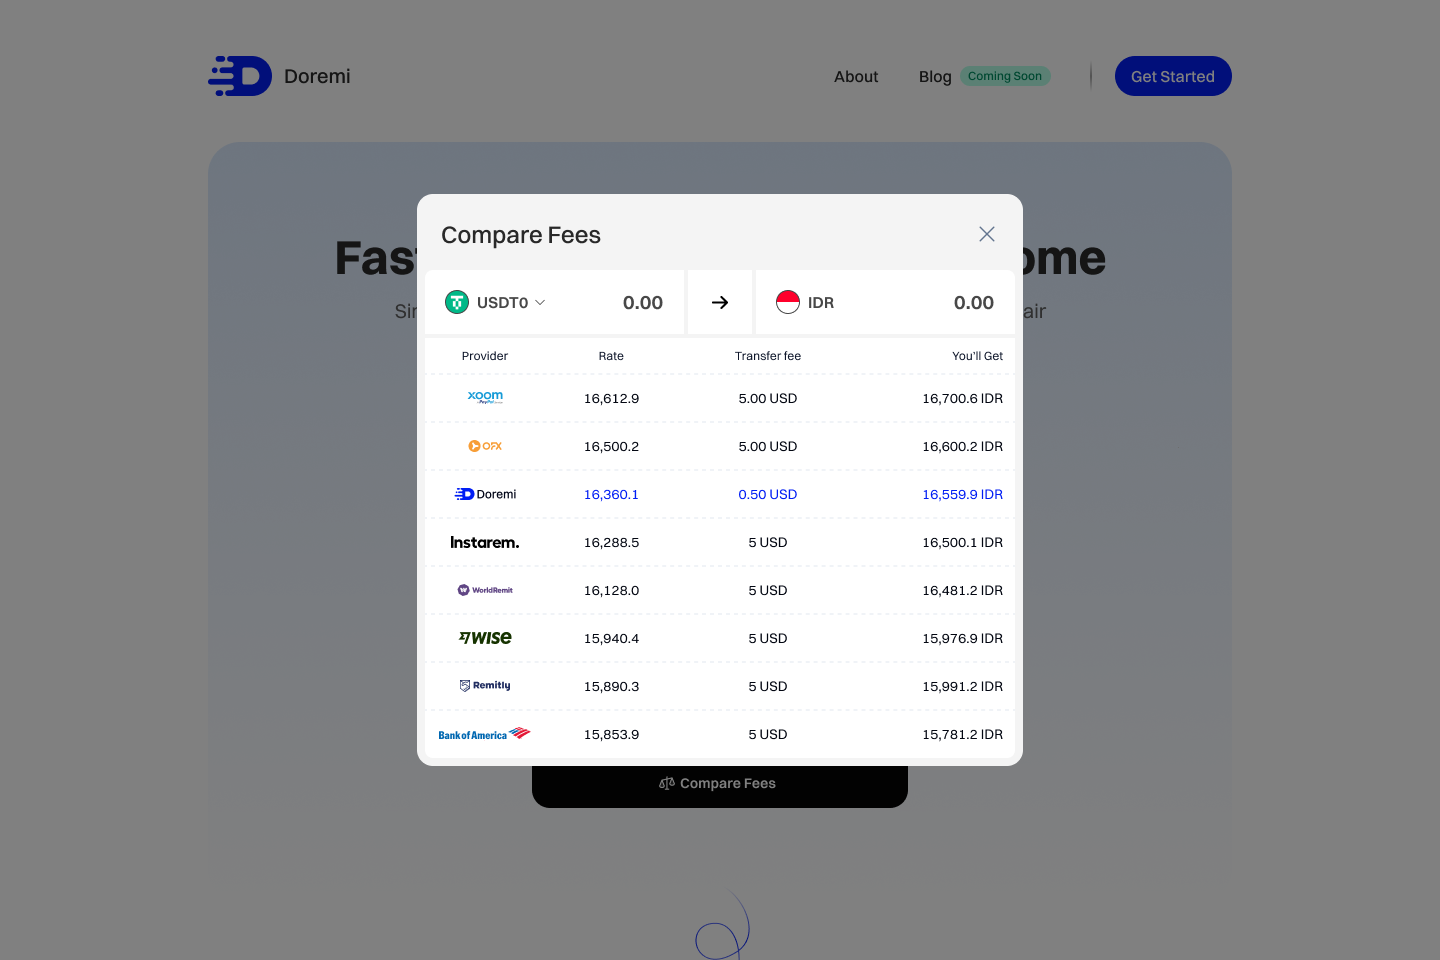 Doremi
About
Blog
Coming Soon
Get Started
Compare Fees
USDT0
0.00
IDR
0.00
Provider Rate Transfer fee You'll Get
xoom 16,612.9 5.00 USD 16,700.6 IDR
OFX 16,500.2 5.00 USD 16,600.2 IDR
Doremi 16,360.1 0.50 USD 16,559.9 IDR
Instarem. 16,288.5 5 USD 16,500.1 IDR
WorldRemit 16,128.0 5 USD 16,481.2 IDR
WISE 15,940.4 5 USD 15,976.9 IDR
Remitly 15,890.3 5 USD 15,991.2 IDR
Bank of America 15,853.9 5 USD 15,781.2 IDR
Compare Fees